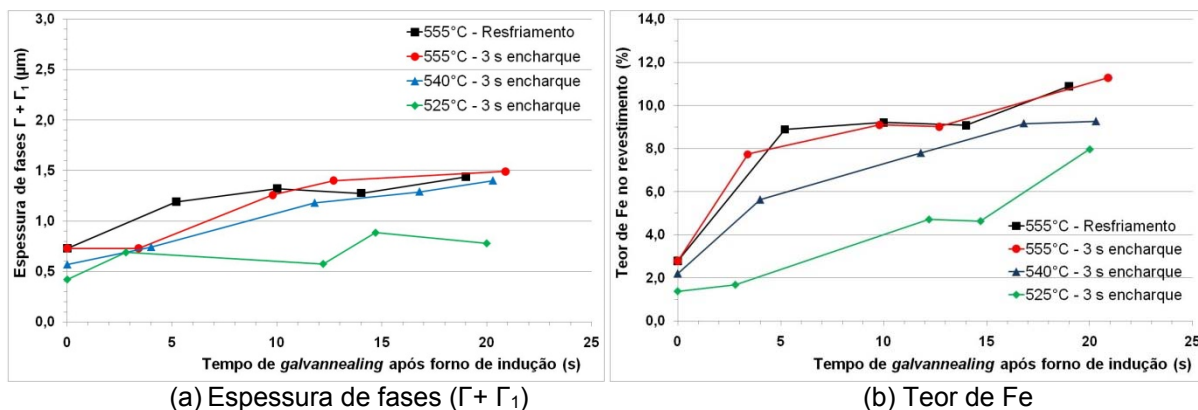 3,0
2,5
2,0
1,5
1,0
0,5
0,0
Espessura de fases Γ + Γ₁ (µm)
555°C - Resfriamento
555°C - 3 s encharque
540°C - 3 s encharque
525°C - 3 s encharque
0 5 10 15 20 25
Tempo de galvannealing após forno de indução (s)
(a) Espessura de fases (Γ+ Γ₁)
14,0
12,0
10,0
8,0
6,0
4,0
2,0
0,0
Teor de Fe no revestimento (%)
555°C - Resfriamento
555°C - 3 s encharque
540°C - 3 s encharque
525°C - 3 s encharque
0 5 10 15 20 25
Tempo de galvannealing após forno de indução (s)
(b) Teor de Fe